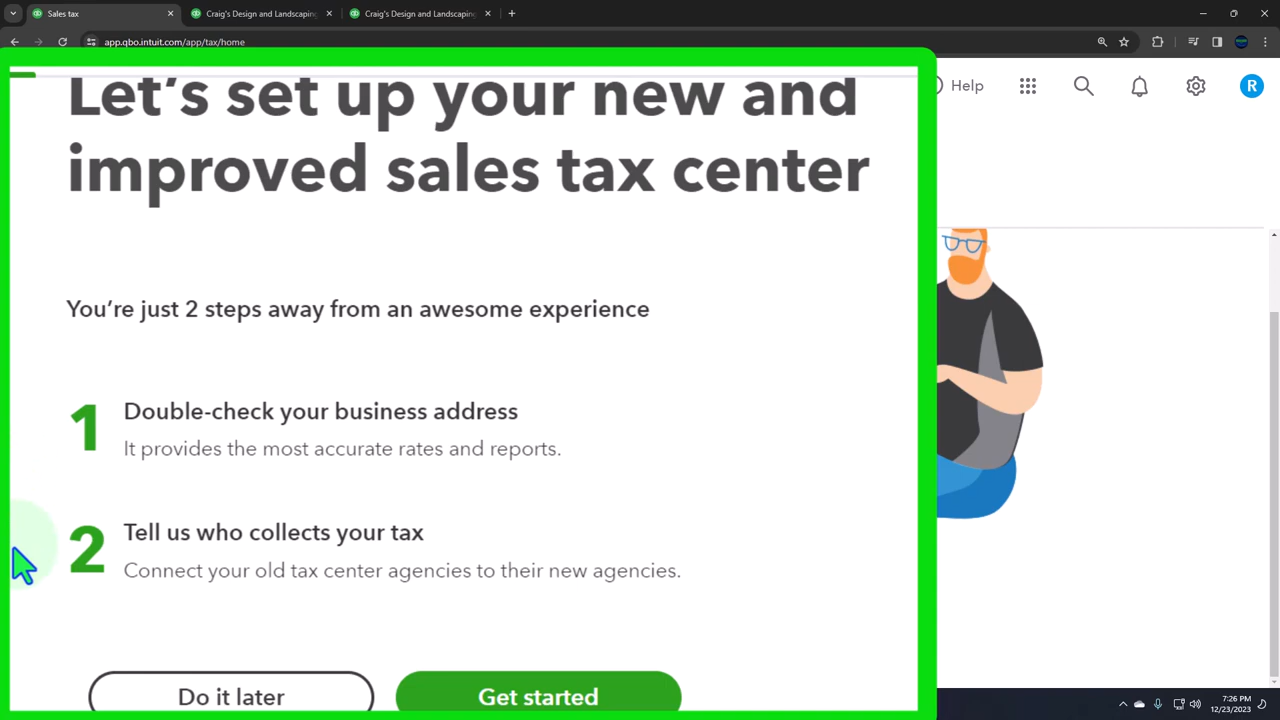 Sales tax
Craig's Design and Landscaping
Craig's Design and Landscaping
app.qbo.intuit.com/app/tax/home
Help
R
Let's set up your new and
improved sales tax center
You're just 2 steps away from an awesome experience
1 Double-check your business address
It provides the most accurate rates and reports.
2 Tell us who collects your tax
Connect your old tax center agencies to their new agencies.
Do it later
Get started
7:26 PM
12/23/2023